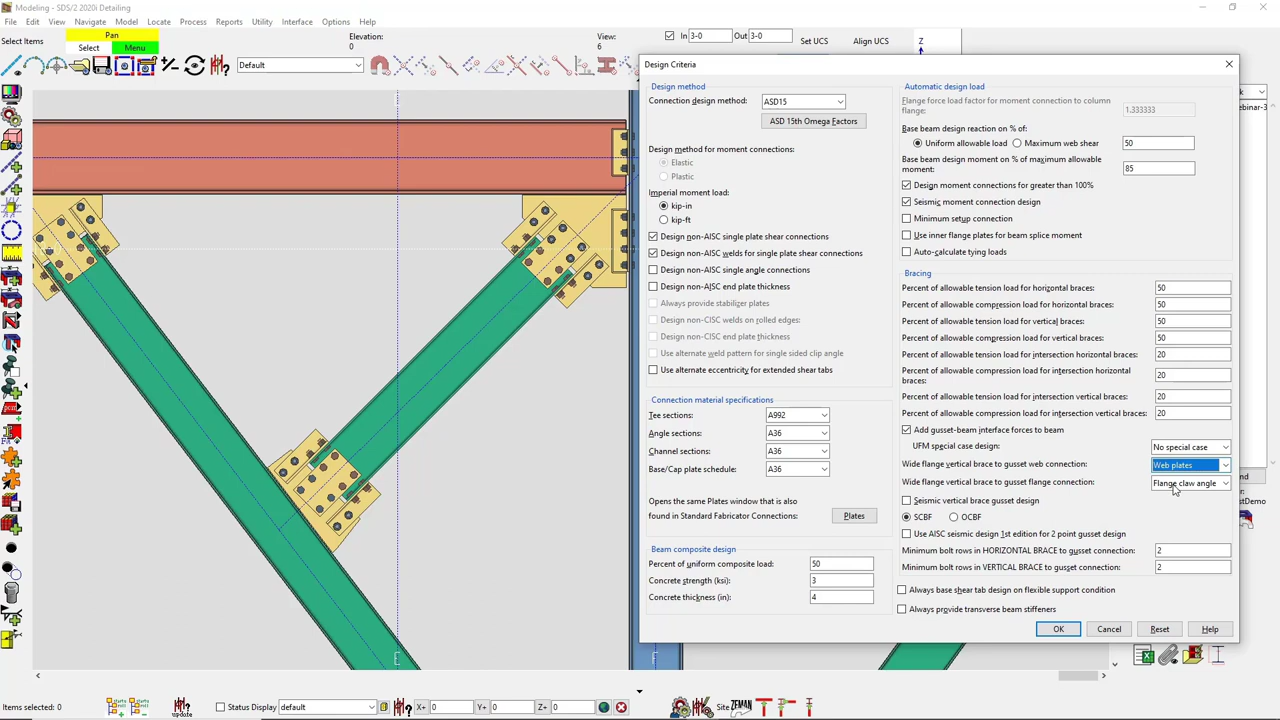 Modeling - SDS/2 2020i Detailing
File Edit View Navigate Model Locate Process Reports Utility Interface Options Help
Select Items
Pan
Select Menu
Elevation:
0
View:
6
In 3-0 Out 3-0
Set UCS Align UCS
Z
Default
Design Criteria
Design method
Connection design method: ASD15
ASD 15th Omega Factors
Design method for moment connections:
Elastic
Plastic
Imperial moment load:
kip-in
kip-ft
Design non-AISC single plate shear connections
Design non-AISC welds for single plate shear connections
Design non-AISC single angle connections
Design non-AISC end plate thickness
Always provide stabilizer plates
Design non-CISC welds on rolled edges:
Design non-CISC end plate thickness
Use alternate weld pattern for single sided clip angle
Use alternate eccentricity for extended shear tabs
Connection material specifications
Tee sections: A992
Angle sections: A36
Channel sections: A36
Base/Cap plate schedule: A36
Opens the same Plates window that is also
found in Standard Fabricator Connections: Plates
Beam composite design
Percent of uniform composite load: 50
Concrete strength (ksi): 3
Concrete thickness (in): 4
Automatic design load
Flange force load factor for moment connection to column
flange: 1.333333
Base beam design reaction on % of:
Uniform allowable load Maximum web shear 50
Base beam design moment on % of maximum allowable
moment: 85
Design moment connections for greater than 100%
Seismic moment connection design
Minimum setup connection
Use inner flange plates for beam splice moment
Auto-calculate tying loads
Bracing
Percent of allowable tension load for horizontal braces: 50
Percent of allowable compression load for horizontal braces: 50
Percent of allowable tension load for vertical braces: 50
Percent of allowable compression load for vertical braces: 50
Percent of allowable tension load for intersection horizontal braces: 20
Percent of allowable compression load for intersection horizontal
braces: 20
Percent of allowable tension load for intersection vertical braces: 20
Percent of allowable compression load for intersection vertical braces: 20
Add gusset-beam interface forces to beam
UFM special case design: No special case
Wide flange vertical brace to gusset web connection: Web plates
Wide flange vertical brace to gusset flange connection: Flange claw angle
Seismic vertical brace gusset design
SCBF OCBF
Use AISC seismic design 1st edition for 2 point gusset design
Minimum bolt rows in HORIZONTAL BRACE to gusset connection: 2
Minimum bolt rows in VERTICAL BRACE to gusset connection: 2
Always base shear tab design on flexible support condition
Always provide transverse beam stiffeners
OK Cancel Reset Help
Items selected: 0
update
Status Display default
X+ 0 Y+ 0 Z+ 0
Site ZEMAN